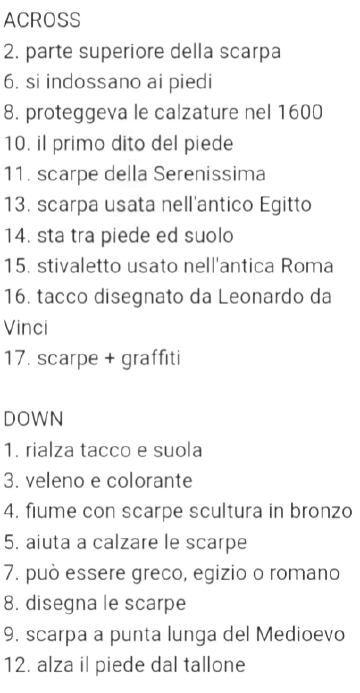 ACROSS
2. parte superiore della scarpa
6. si indossano ai piedi
8. proteggeva le calzature nel 1600
10. il primo dito del piede
11. scarpe della Serenissima
13. scarpa usata nell'antico Egitto
14. sta tra piede ed suolo
15. stivaletto usato nell'antica Roma
16. tacco disegnato da Leonardo da
Vinci
17. scarpe + graffiti
DOWN
1. rialza tacco e suola
3. veleno e colorante
4. fiume con scarpe scultura in bronzo
5. aiuta a calzare le scarpe
7. può essere greco, egizio o romano
8. disegna le scarpe
9. scarpa a punta lunga del Medioevo
12. alza il piede dal tallone